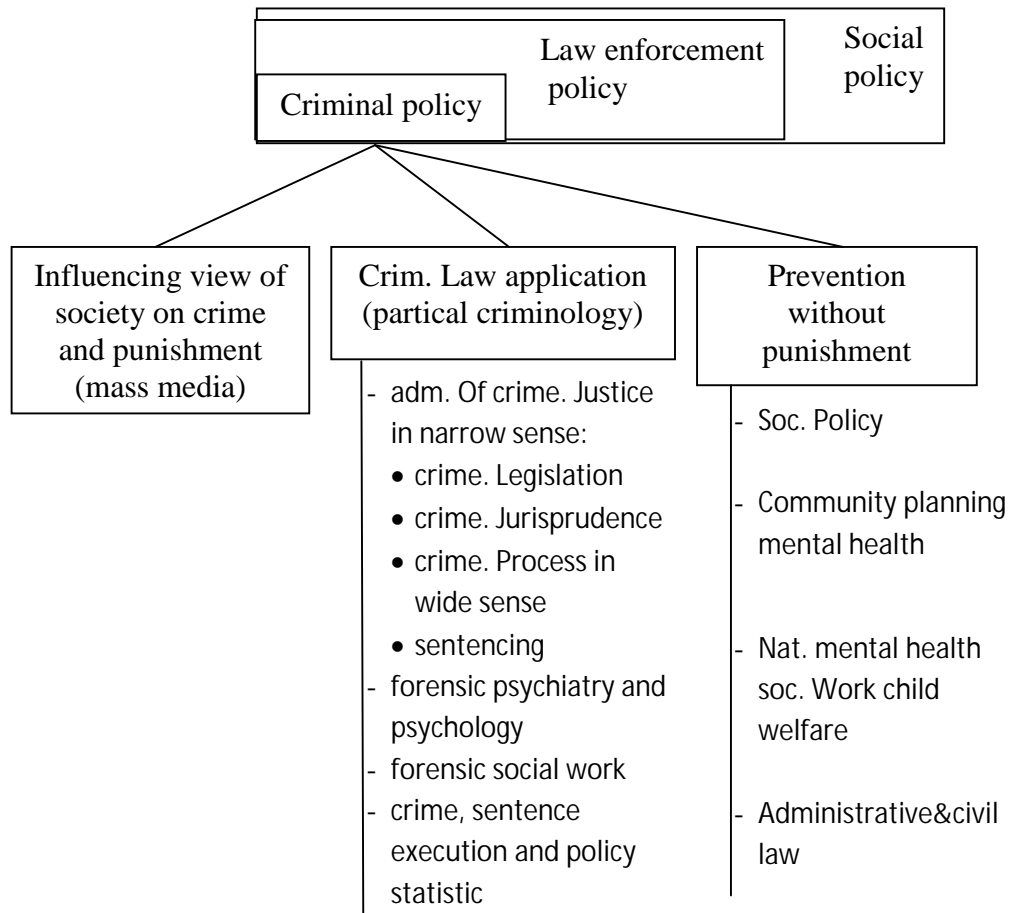 Social
policy
Law enforcement
policy
Criminal policy
Influencing view of
society on crime
and punishment
(mass media)
Crim. Law application
(partical criminology)
- adm. Of crime. Justice
in narrow sense:
• crime. Legislation
• crime. Jurisprudence
• crime. Process in
wide sense
• sentencing
- forensic psychiatry and
psychology
- forensic social work
- crime, sentence
execution and policy
statistic
Prevention
without
punishment
- Soc. Policy
- Community planning
mental health
- Nat. mental health
soc. Work child
welfare
- Administrative&civil
law